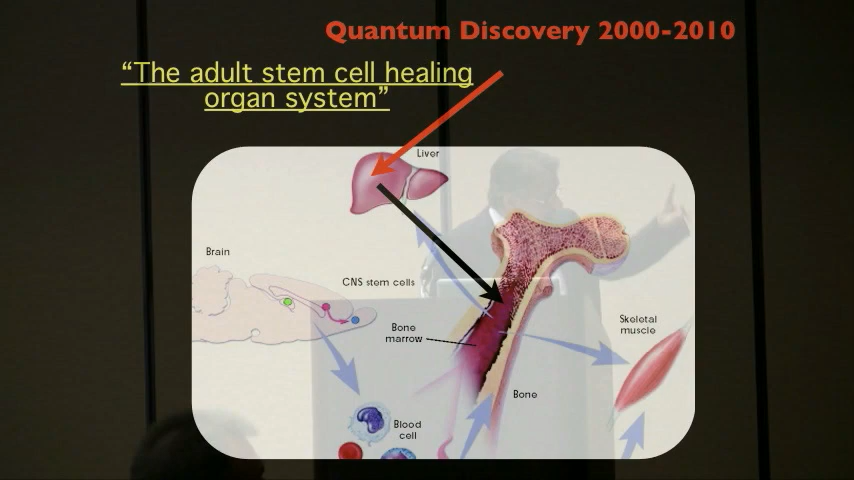 Quantum Discovery 2000-2010
“The adult stem cell healing
organ system”
Liver
Brain
CNS stem cells
Bone
marrow
Skeletal
muscle
Bone
Blood
cell